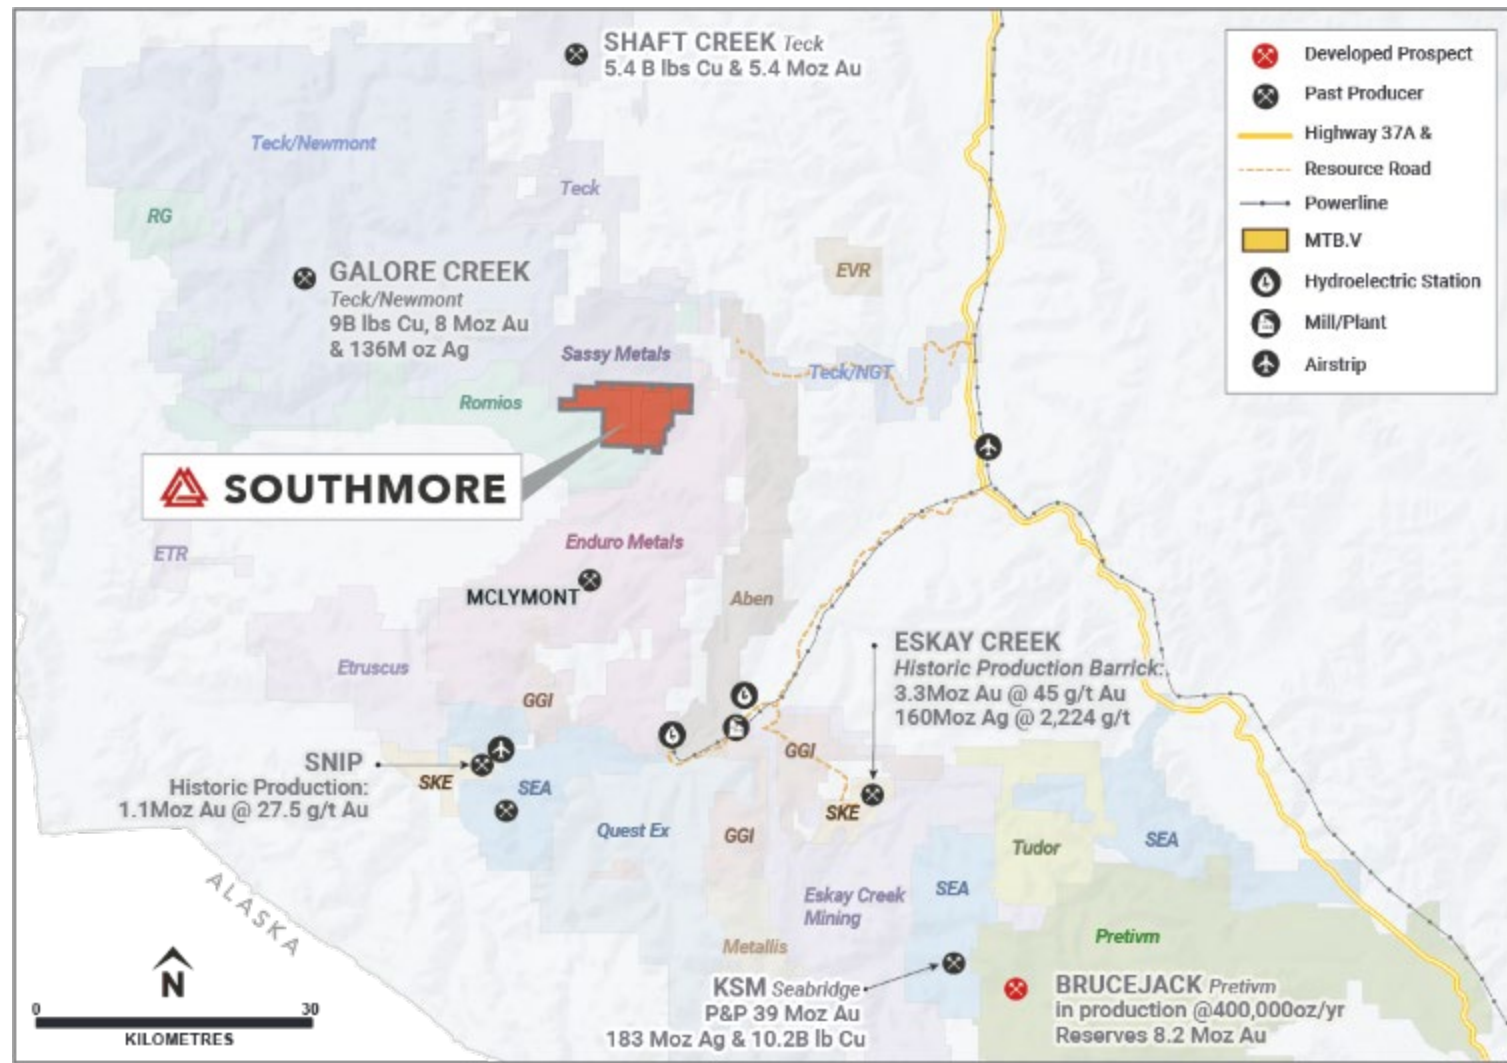 SHAFT CREEK Teck
5.4 B lbs Cu & 5.4 Moz Au
Developed Prospect
Past Producer
Highway 37A &
Resource Road
Powerline
MTB.V
Hydroelectric Station
Mill/Plant
Airstrip
Teck/Newmont
Teck
RG
EVR
GALORE CREEK
Teck/Newmont
9B lbs Cu, 8 Moz Au
& 136M oz Ag
Sassy Metals
Teck/NGT
Romios
SOUTHMORE
Enduro Metals
ETR
MCLYMONT
Aben
Etruscus
ESKAY CREEK
Historic Production Barrick:
3.3Moz Au @ 45 g/t Au
160Moz Ag @ 2,224 g/t
GGI
GGI
SNIP
Historic Production:
1.1Moz Au @ 27.5 g/t Au
SKE
SEA
SKE
Quest Ex
GGI
Tudor
SEA
SEA
Eskay Creek
Mining
ALASKA
Metallis
Pretivm
KSM Seabridge
P&P 39 Moz Au
183 Moz Ag & 10.2B lb Cu
BRUCEJACK Pretivm
in production @400,000oz/yr
Reserves 8.2 Moz Au
N
0 30
KILOMETRES